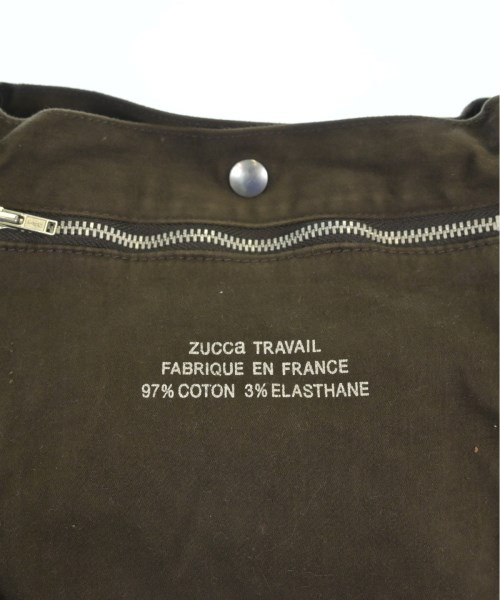 zucca TRAVAIL
FABRIQUE EN FRANCE
97% COTON 3% ELASTHANE